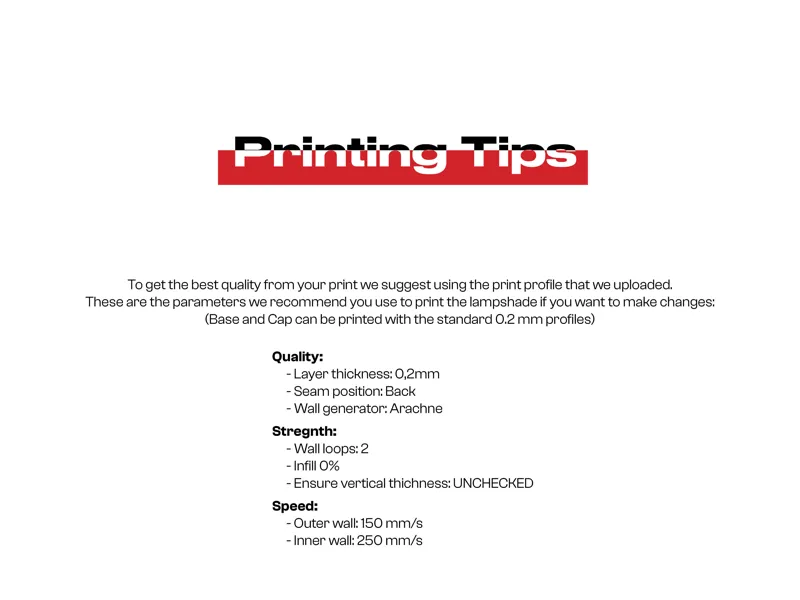 Printing Tips
To get the best quality from your print we suggest using the print profile that we uploaded.
These are the parameters we recommend you use to print the lampshade if you want to make changes:
(Base and Cap can be printed with the standard 0.2 mm profiles)
Quality:
- Layer thickness: 0,2mm
- Seam position: Back
- Wall generator: Arachne
Stregnth:
- Wall loops: 2
- Infill 0%
- Ensure vertical thichness: UNCHECKED
Speed:
- Outer wall: 150 mm/s
- Inner wall: 250 mm/s